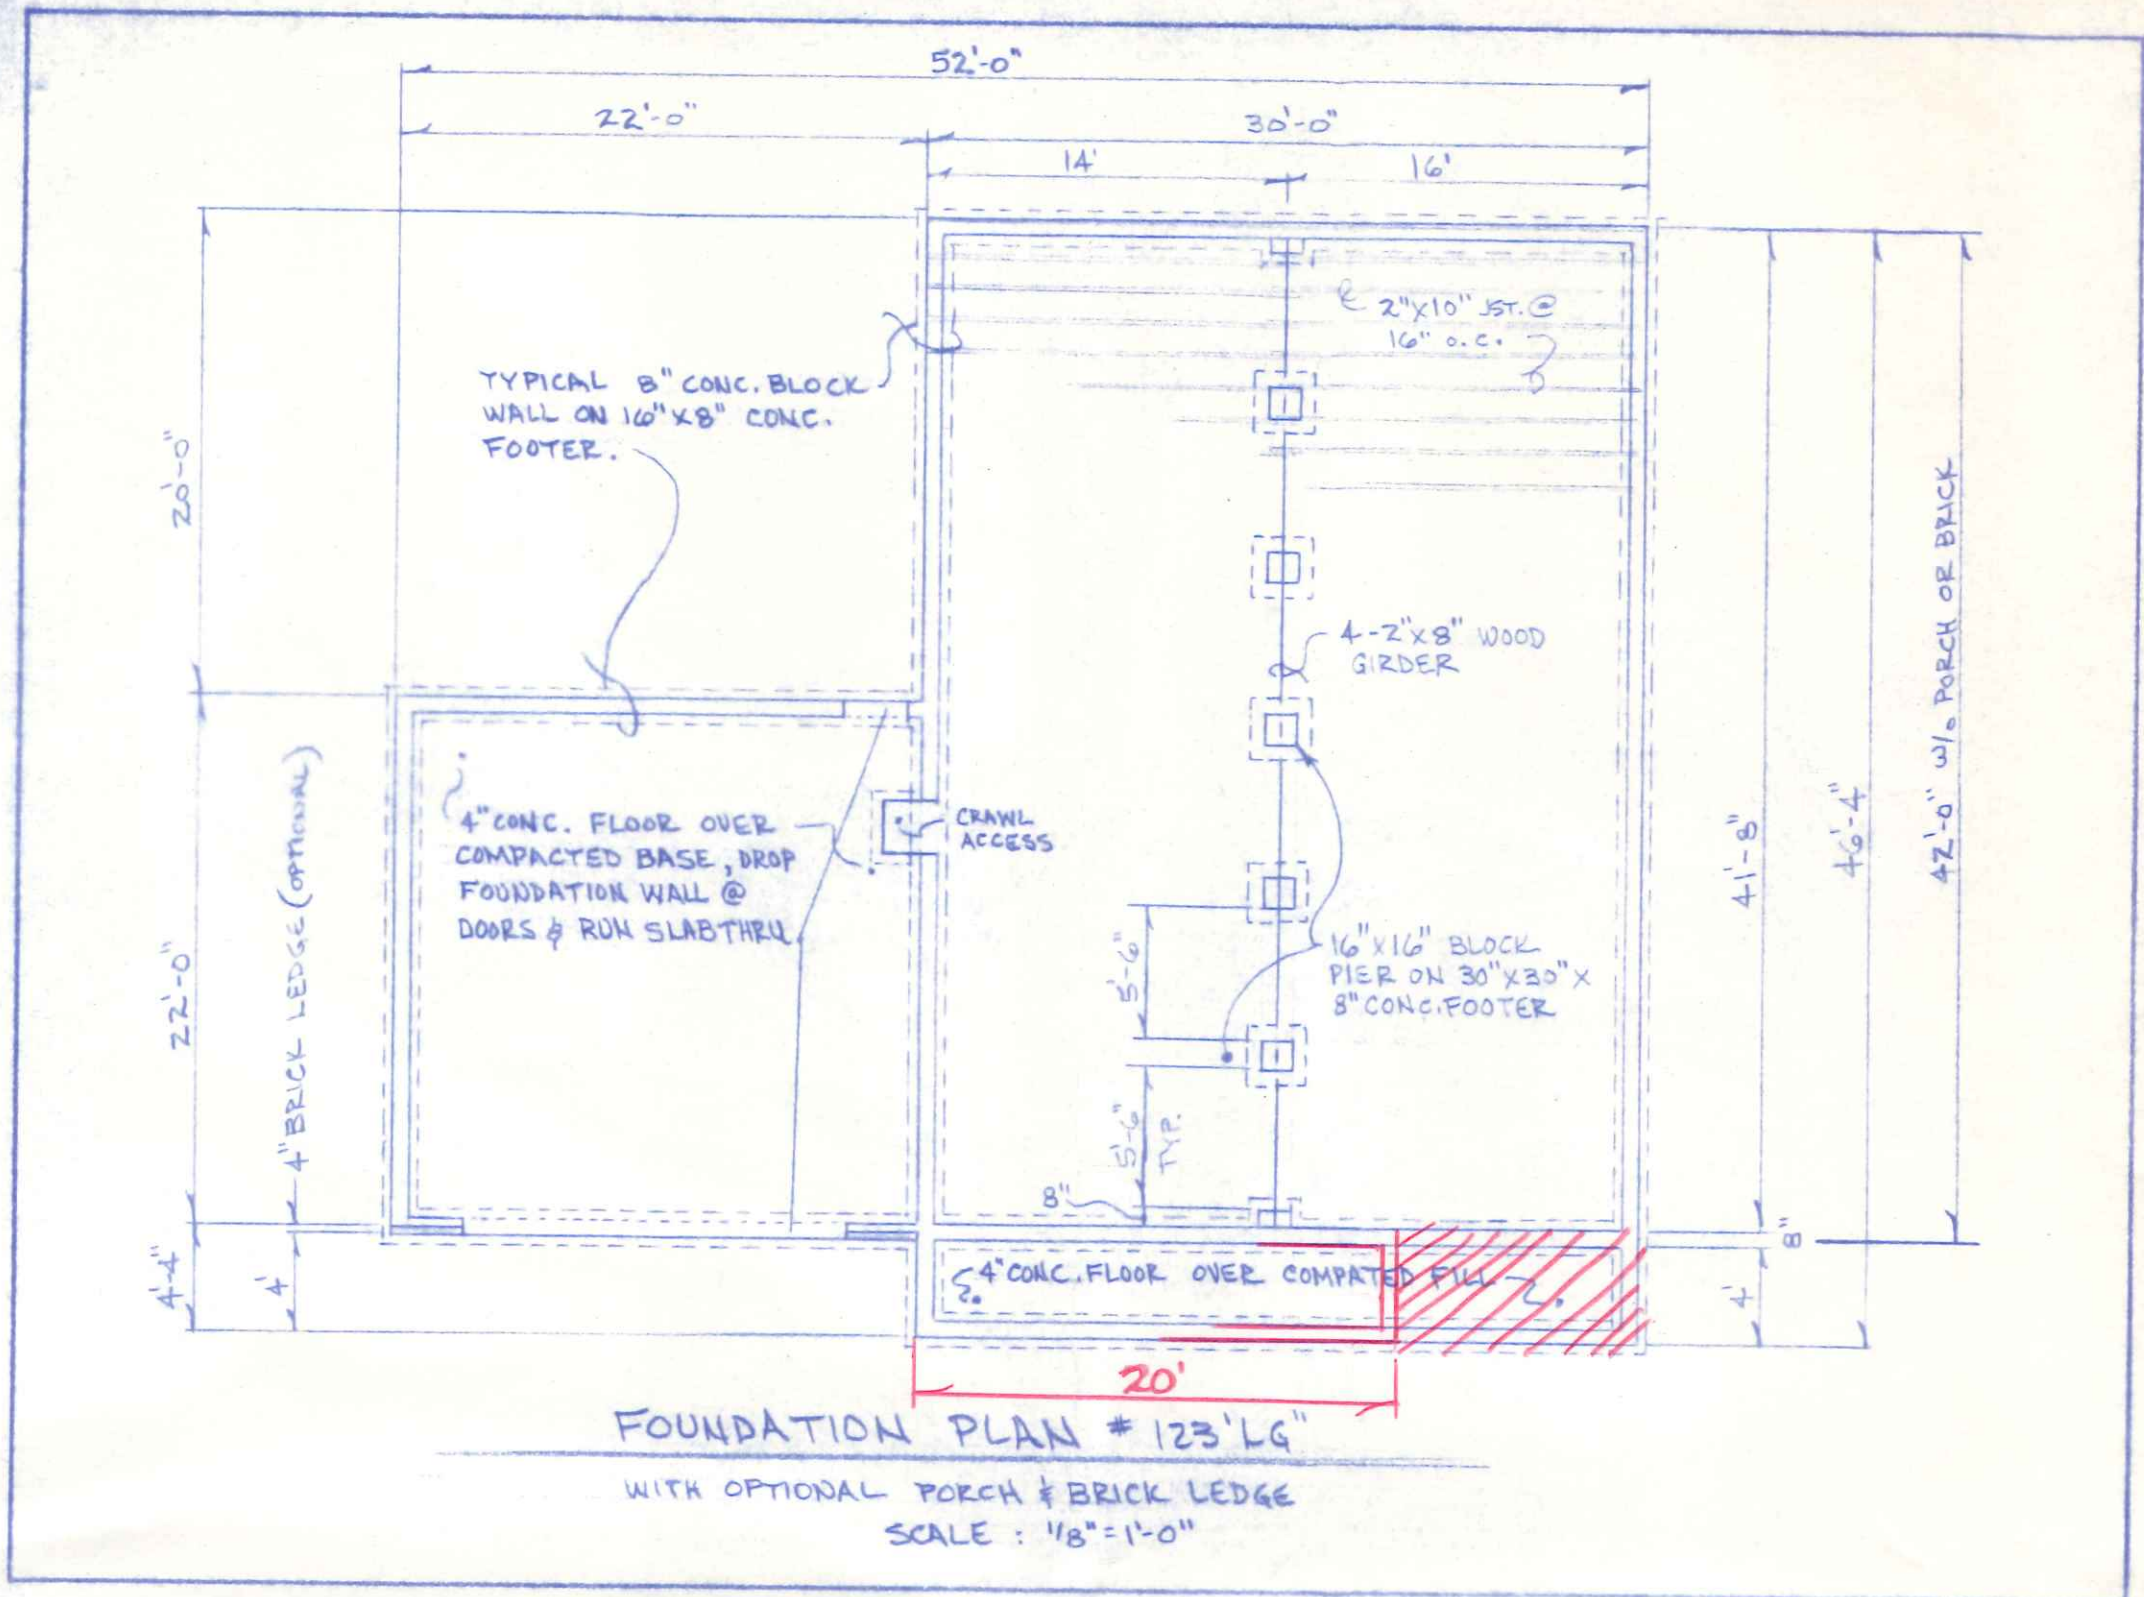 52'-0"
22'-0"
30'-0"
14'
16'
2"X10" JST. @
16" O.C.
TYPICAL 8" CONC. BLOCK
WALL ON 16"X8" CONC.
FOOTER.
20'-0"
4-2"X8" WOOD
GIRDER
42'-0" W/O PORCH OR BRICK
46'-4"
41'-8"
4" CONC. FLOOR OVER
COMPACTED BASE, DROP
FOUNDATION WALL @
DOORS & RUN SLAB THRU.
CRAWL
ACCESS
4" BRICK LEDGE (OPTIONAL)
22'-0"
5'-6"
16"X16" BLOCK
PIER ON 30"X30"X
8" CONC. FOOTER
5'-6"
TYP.
8"
8"
4'-4"
4'
4" CONC. FLOOR OVER COMPATED FILL
4'
20'
FOUNDATION PLAN # 123'LG"
WITH OPTIONAL PORCH & BRICK LEDGE
SCALE : 1/8"=1'-0"